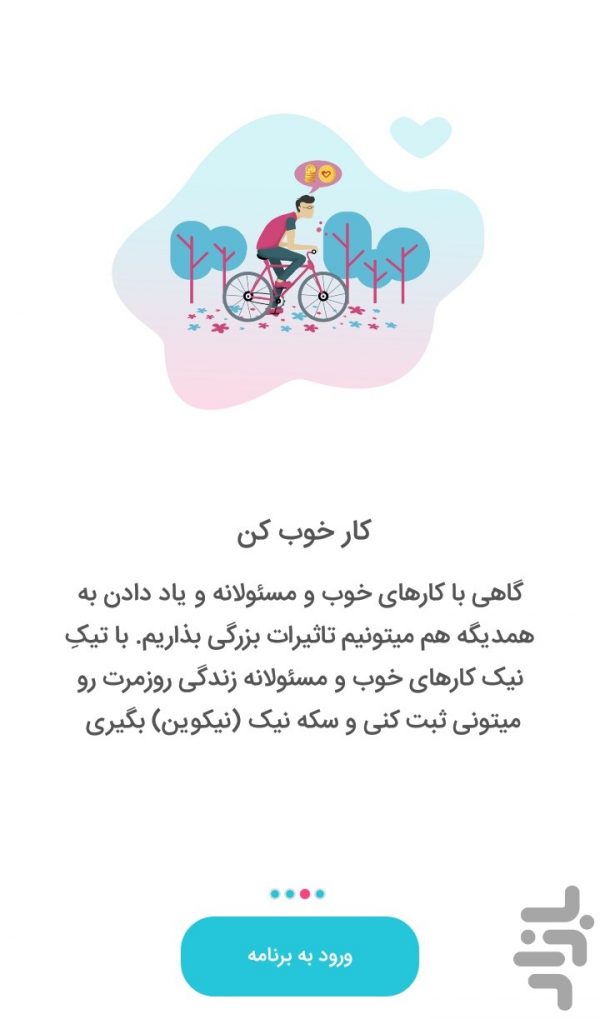 کار خوب کن
گاهی با کارهای خوب و مسئولانه و یاد دادن به
همدیگه هم میتونیم تاثیرات بزرگی بذاریم. با تیکِ
نیک کارهای خوب و مسئولانه زندگی روزمرت رو
میتونی ثبت کنی و سکه نیک (نیکوین) بگیری
ورود به برنامه
بازار